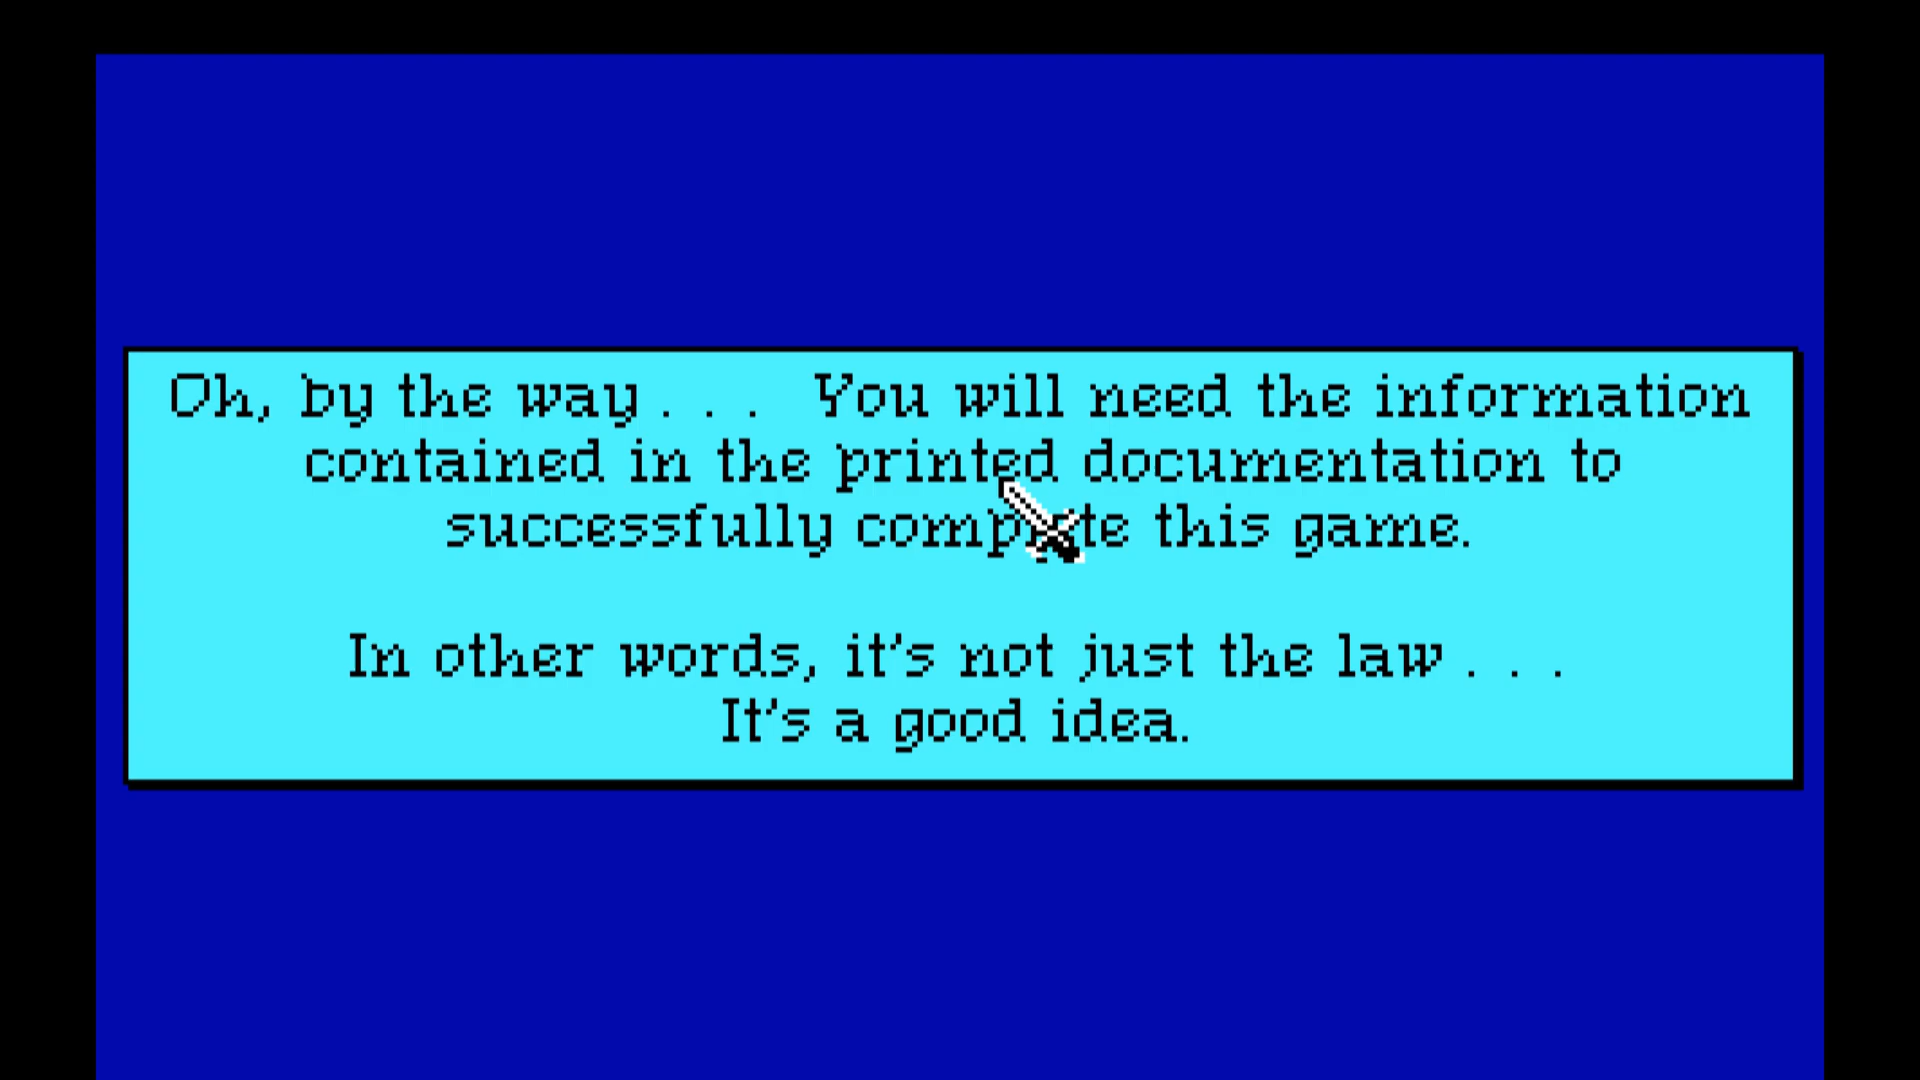 Oh, by the way . . .  You will need the information
contained in the printed documentation to
successfully complete this game.
In other words, it's not just the law . . .
It's a good idea.